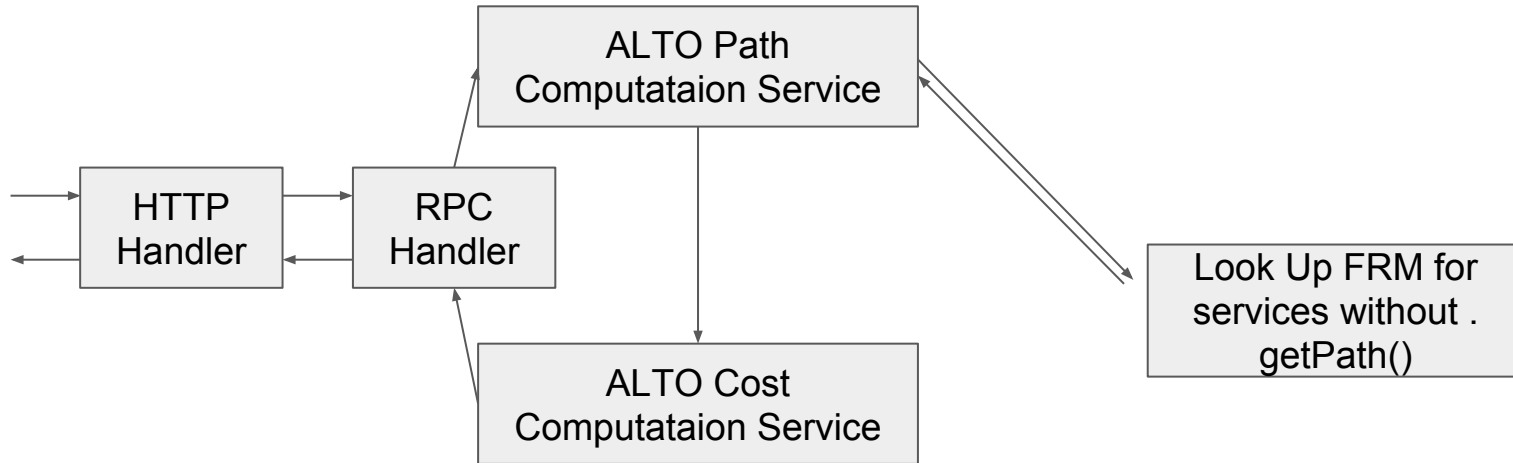 ALTO Path
Computataion Service
HTTP
Handler
RPC
Handler
Look Up FRM for
services without .
getPath()
ALTO Cost
Computataion Service